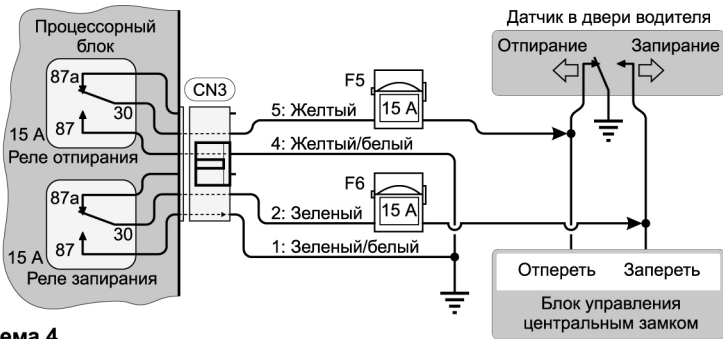 Процессорный
блок
87a
30
15 А
87
Реле отпирания
87a
30
15 А
87
Реле запирания
CN3
5: Желтый
F5
15 А
4: Желтый/белый
2: Зеленый
F6
15 А
1: Зеленый/белый
Датчик в двери водителя
Отпирание
Запирание
Отпереть
Запереть
Блок управления
центральным замком
ема 4